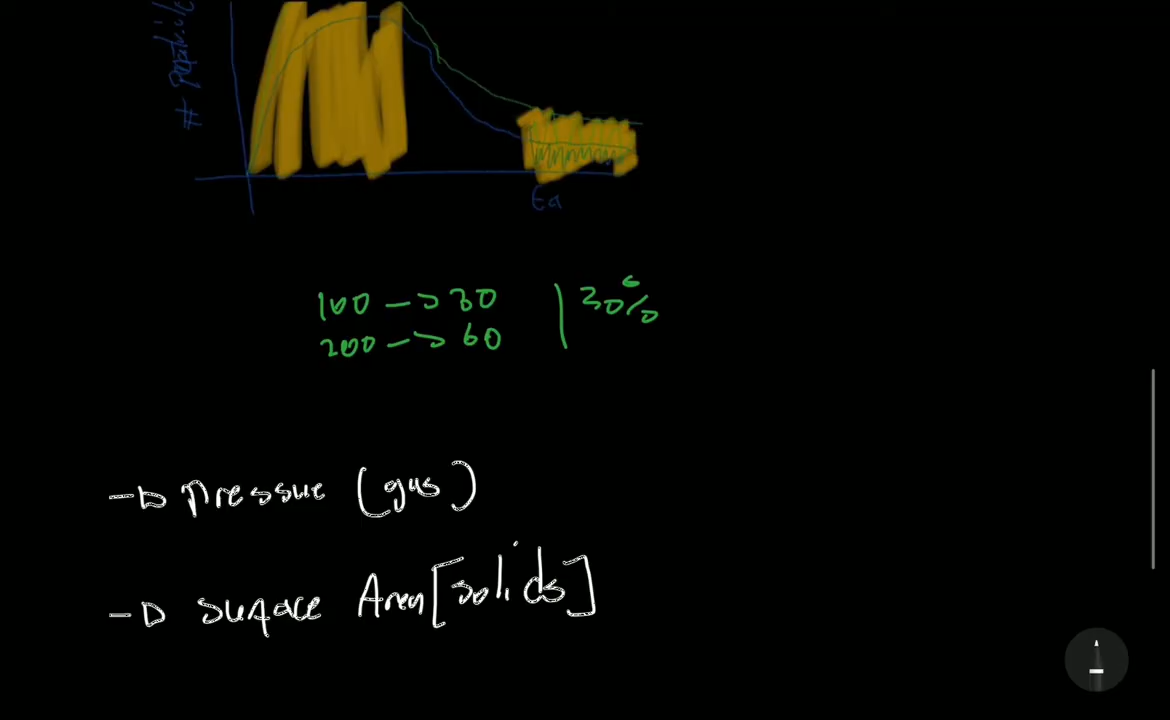 # Particles
Ea
100 -> 30 | 30%
200 -> 60
-> Pressure (gas)
-> Surface Area [solids]